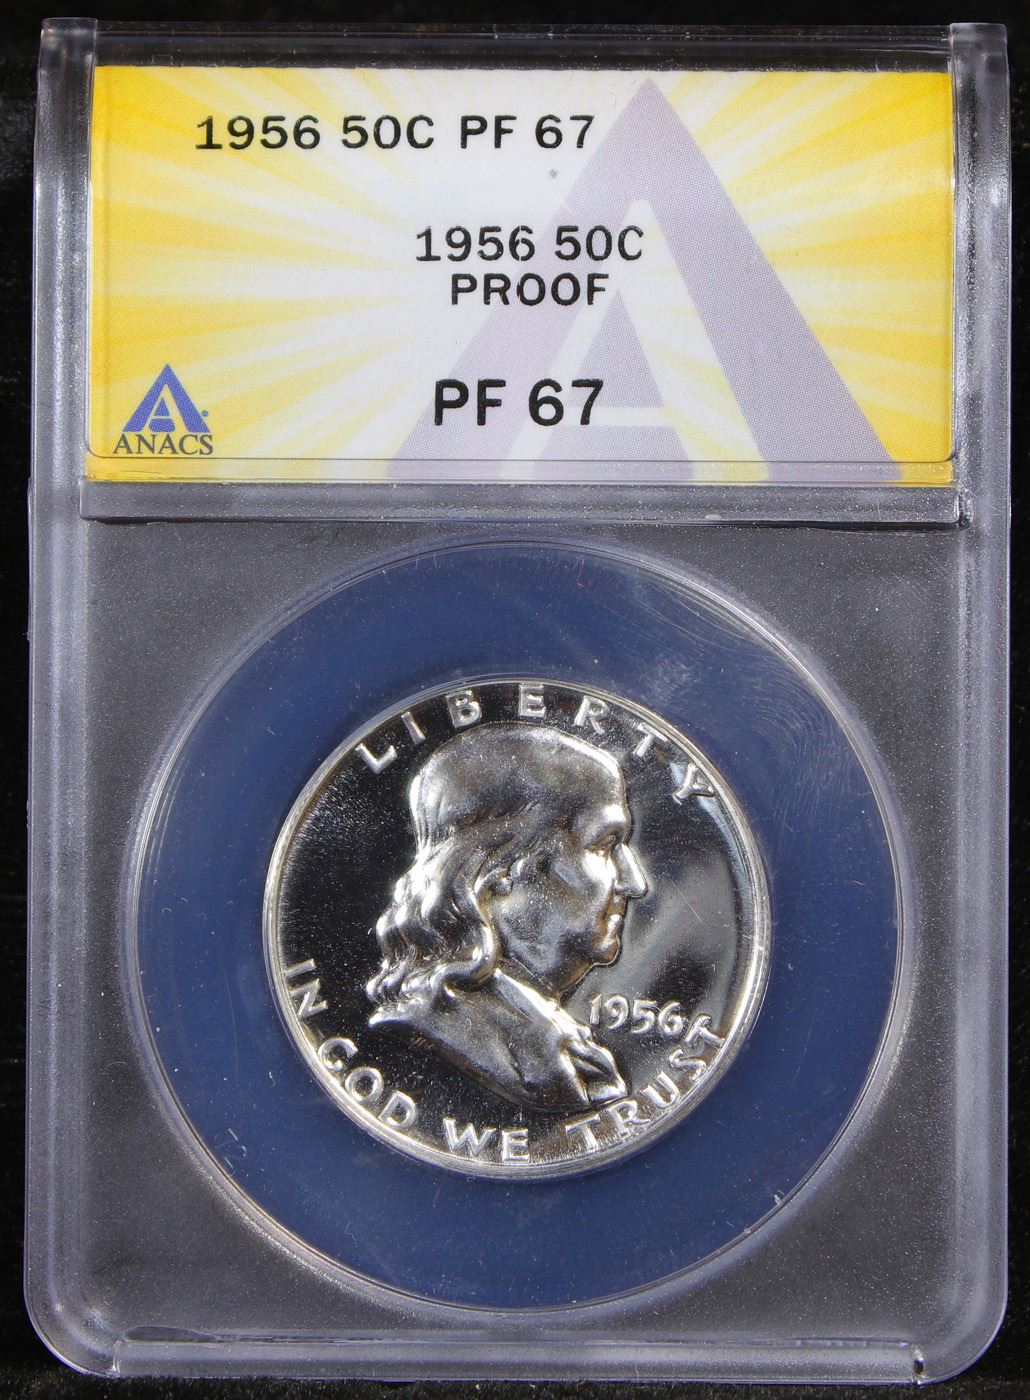 1956 50C PF 67
1956 50C
PROOF
PF 67
A
ANACS
LIBERTY
1956
IN GOD WE TRUST